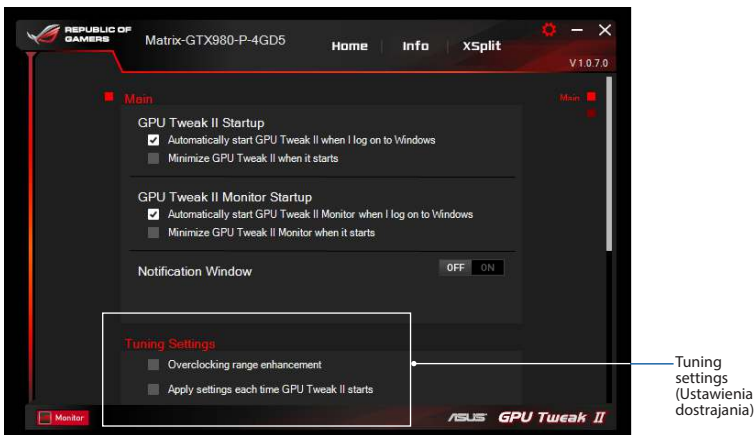 REPUBLIC OF
GAMERS
Matrix-GTX980-P-4GD5
Home Info XSplit
V 1.0.7.0
Main
Main
GPU Tweak II Startup
Automatically start GPU Tweak II when I log on to Windows
Minimize GPU Tweak II when it starts
GPU Tweak II Monitor Startup
Automatically start GPU Tweak II Monitor when I log on to Windows
Minimize GPU Tweak II Monitor when it starts
Notification Window OFF ON
Tuning Settings
Overclocking range enhancement
Apply settings each time GPU Tweak II starts
Monitor
ASUS GPU Tweak II
Tuning
settings
(Ustawienia
dostrajania)